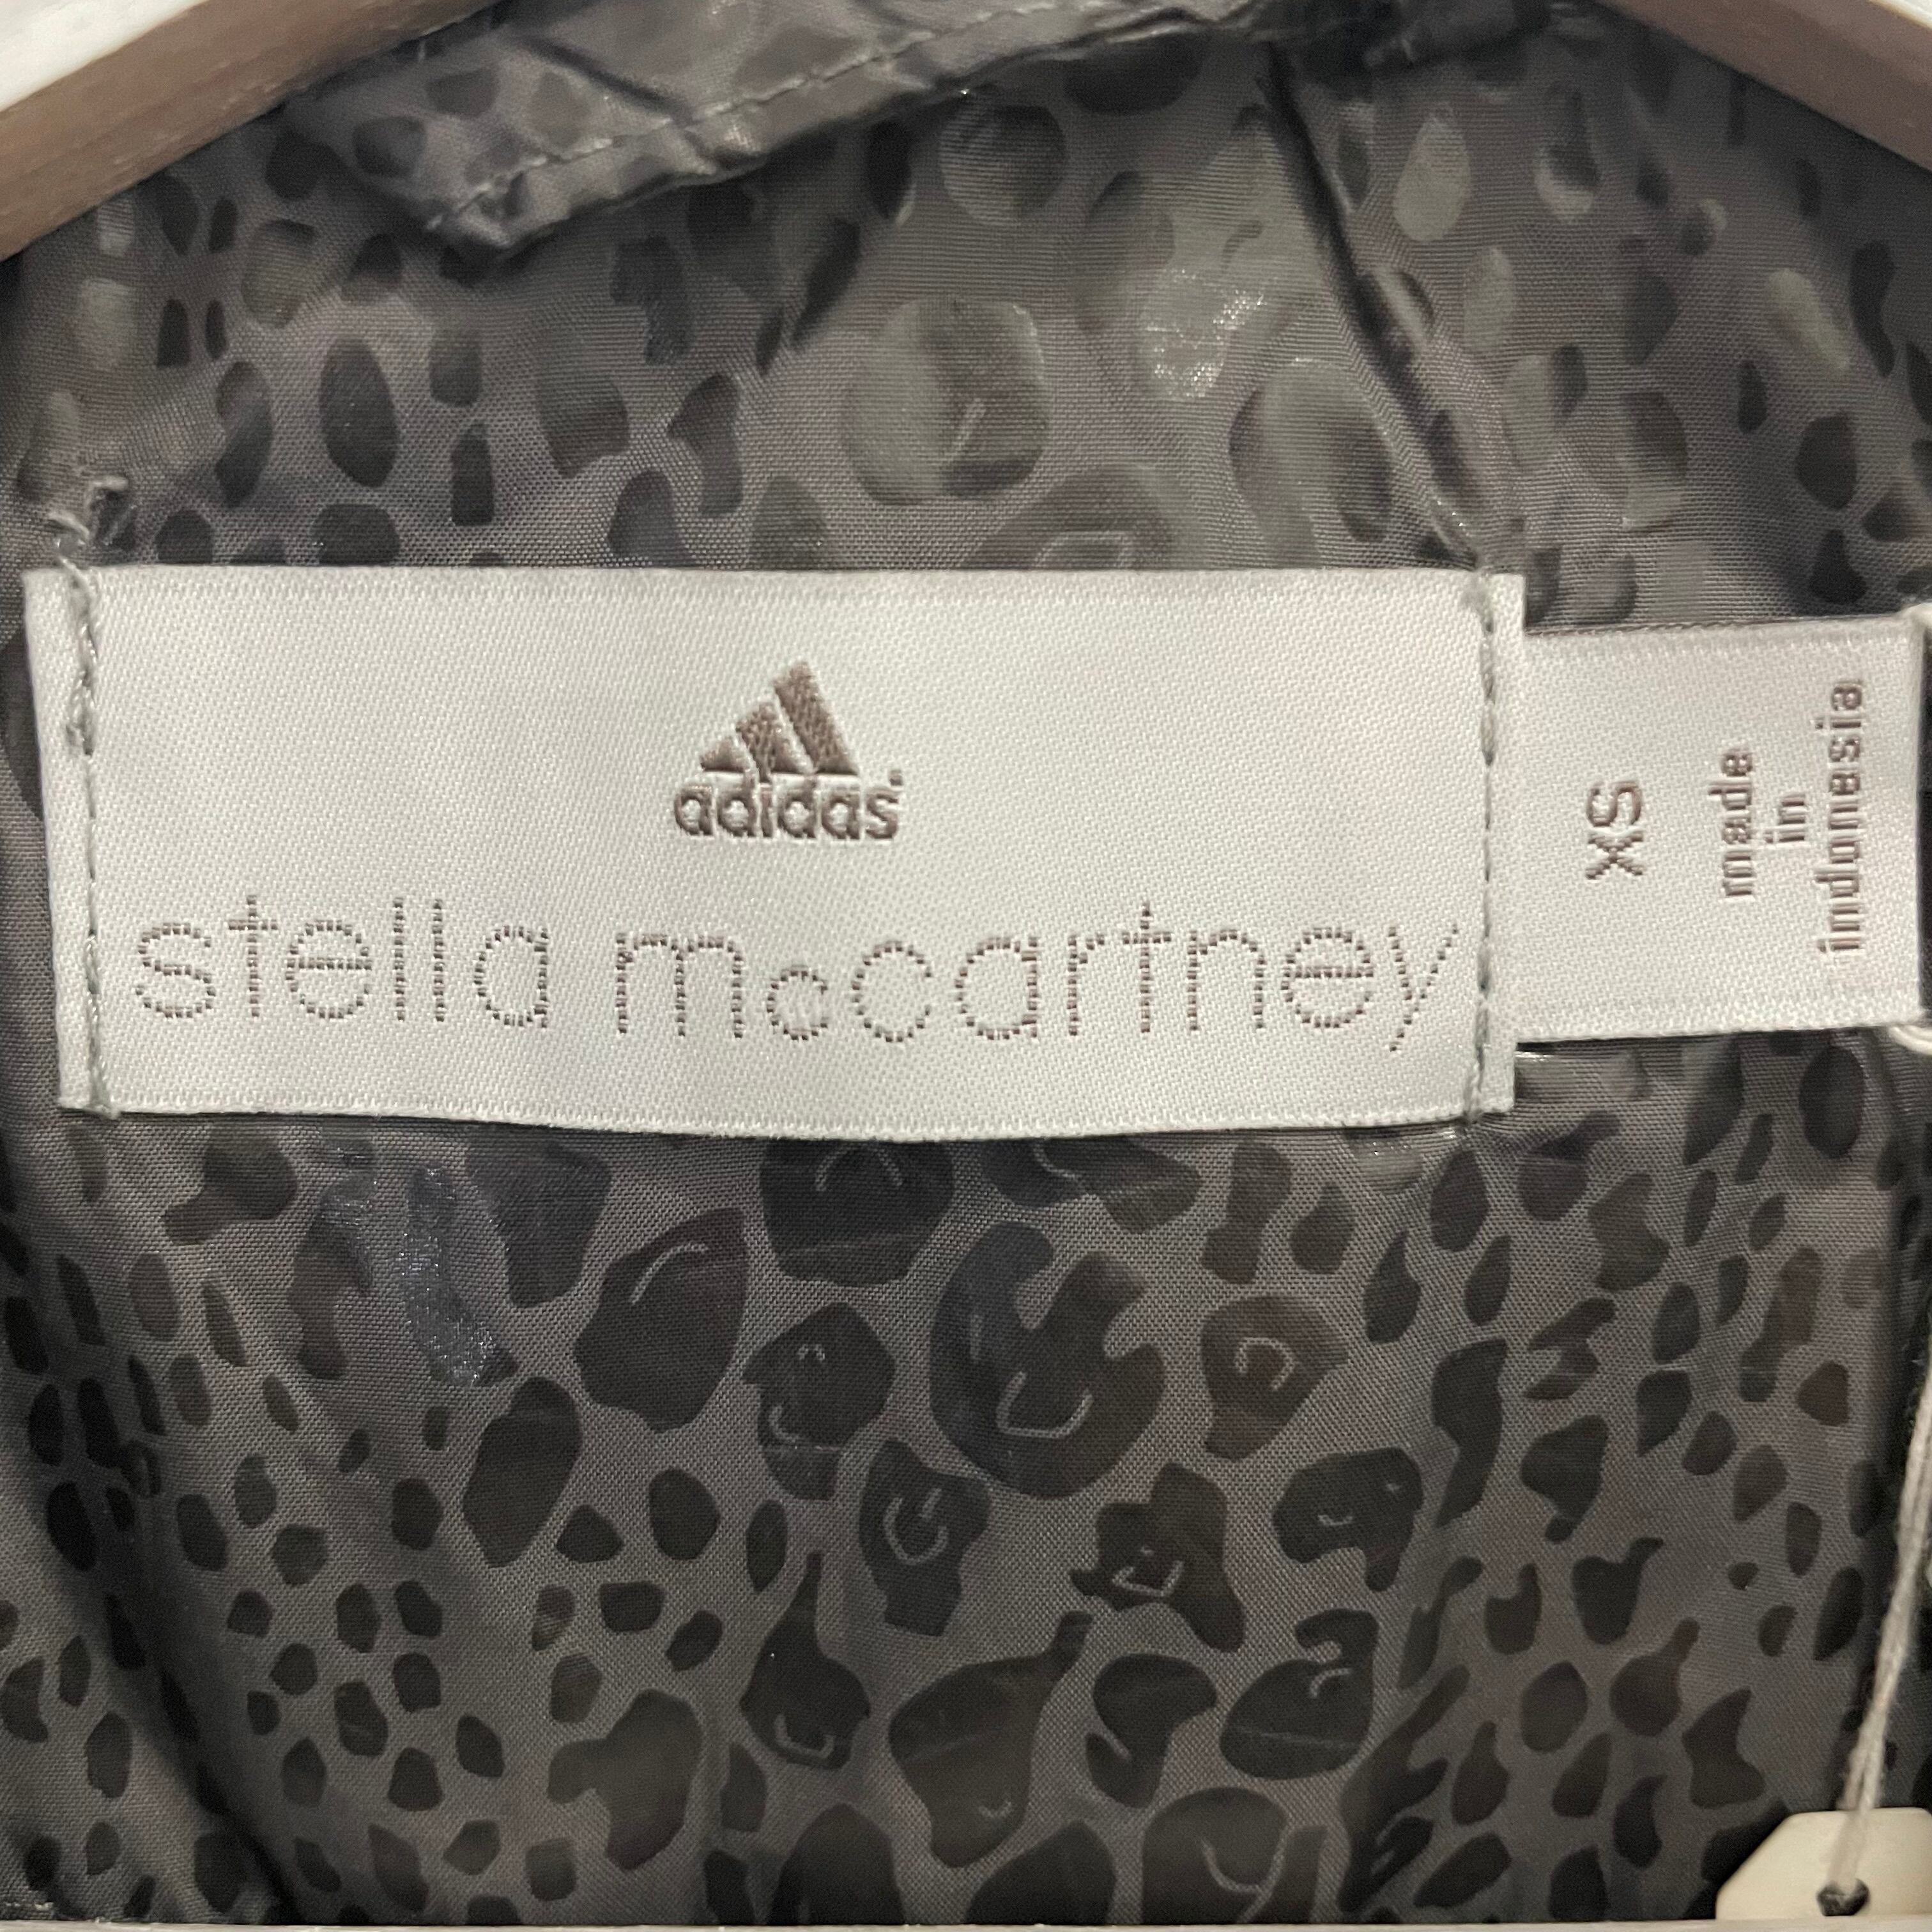 adidas
stella mccartney
XS
made
in
indonesia